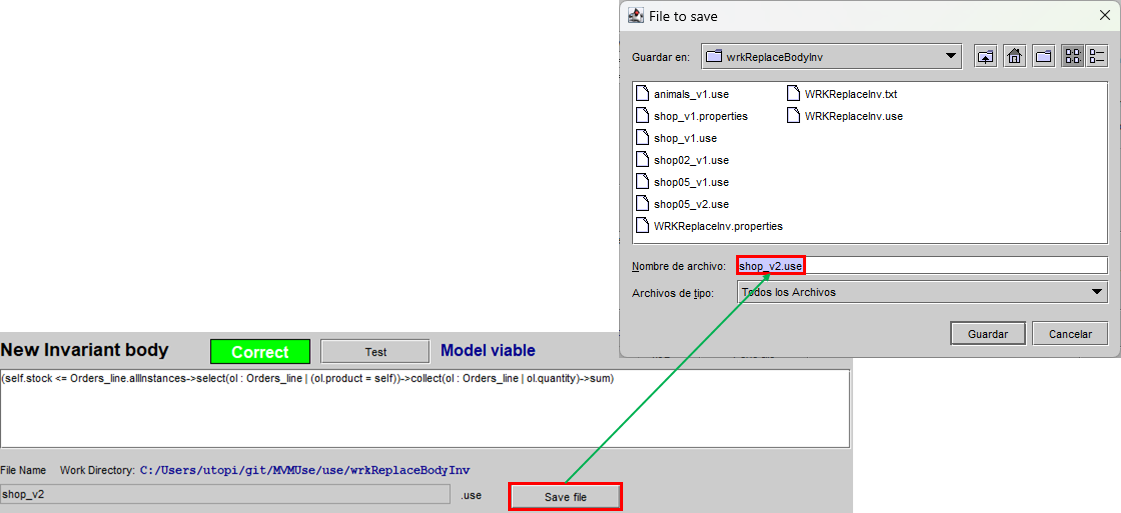 File to save
Guardar en: wrkReplaceBodyInv
animals_v1.use
shop_v1.properties
shop_v1.use
shop02_v1.use
shop05_v1.use
shop05_v2.use
WRKReplaceInv.properties
WRKReplaceInv.txt
WRKReplaceInv.use
Nombre de archivo: shop_v2.use
Archivos de tipo: Todos los Archivos
Guardar Cancelar
New Invariant body Correct Test Model viable
(self.stock <= Orders_line.allInstances->select(ol : Orders_line | (ol.product = self))->collect(ol : Orders_line | ol.quantity)->sum)
File Name Work Directory: C:/Users/utopi/git/MVMUse/use/wrkReplaceBodyInv
shop_v2 .use Save file